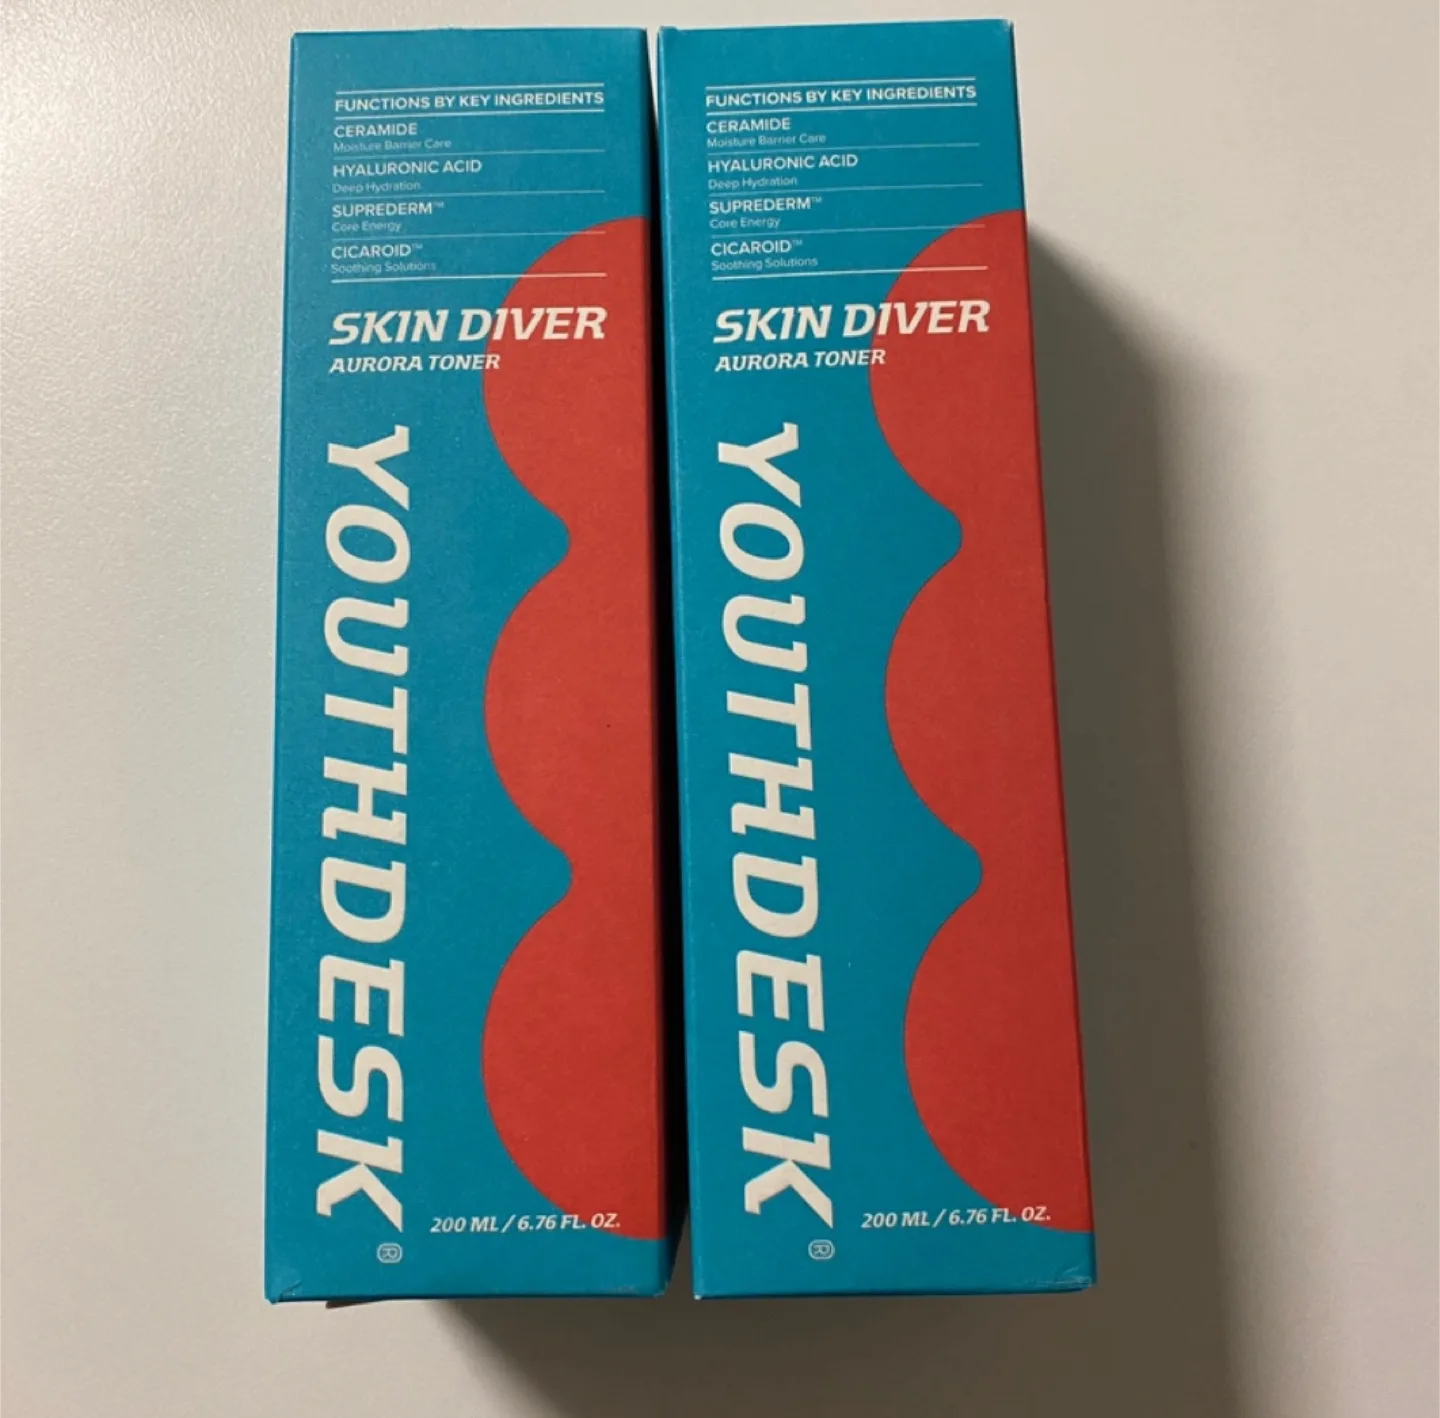 FUNCTIONS BY KEY INGREDIENTS
CERAMIDE
Moisture Barrier Care
HYALURONIC ACID
Deep Hydration
SUPREDERM™
Core Energy
CICAROID™
Soothing Solutions
SKIN DIVER
AURORA TONER
YOUTHDESK®
200 ML / 6.76 FL. OZ.
FUNCTIONS BY KEY INGREDIENTS
CERAMIDE
Moisture Barrier Care
HYALURONIC ACID
Deep Hydration
SUPREDERM™
Core Energy
CICAROID™
Soothing Solutions
SKIN DIVER
AURORA TONER
YOUTHDESK®
200 ML / 6.76 FL. OZ.